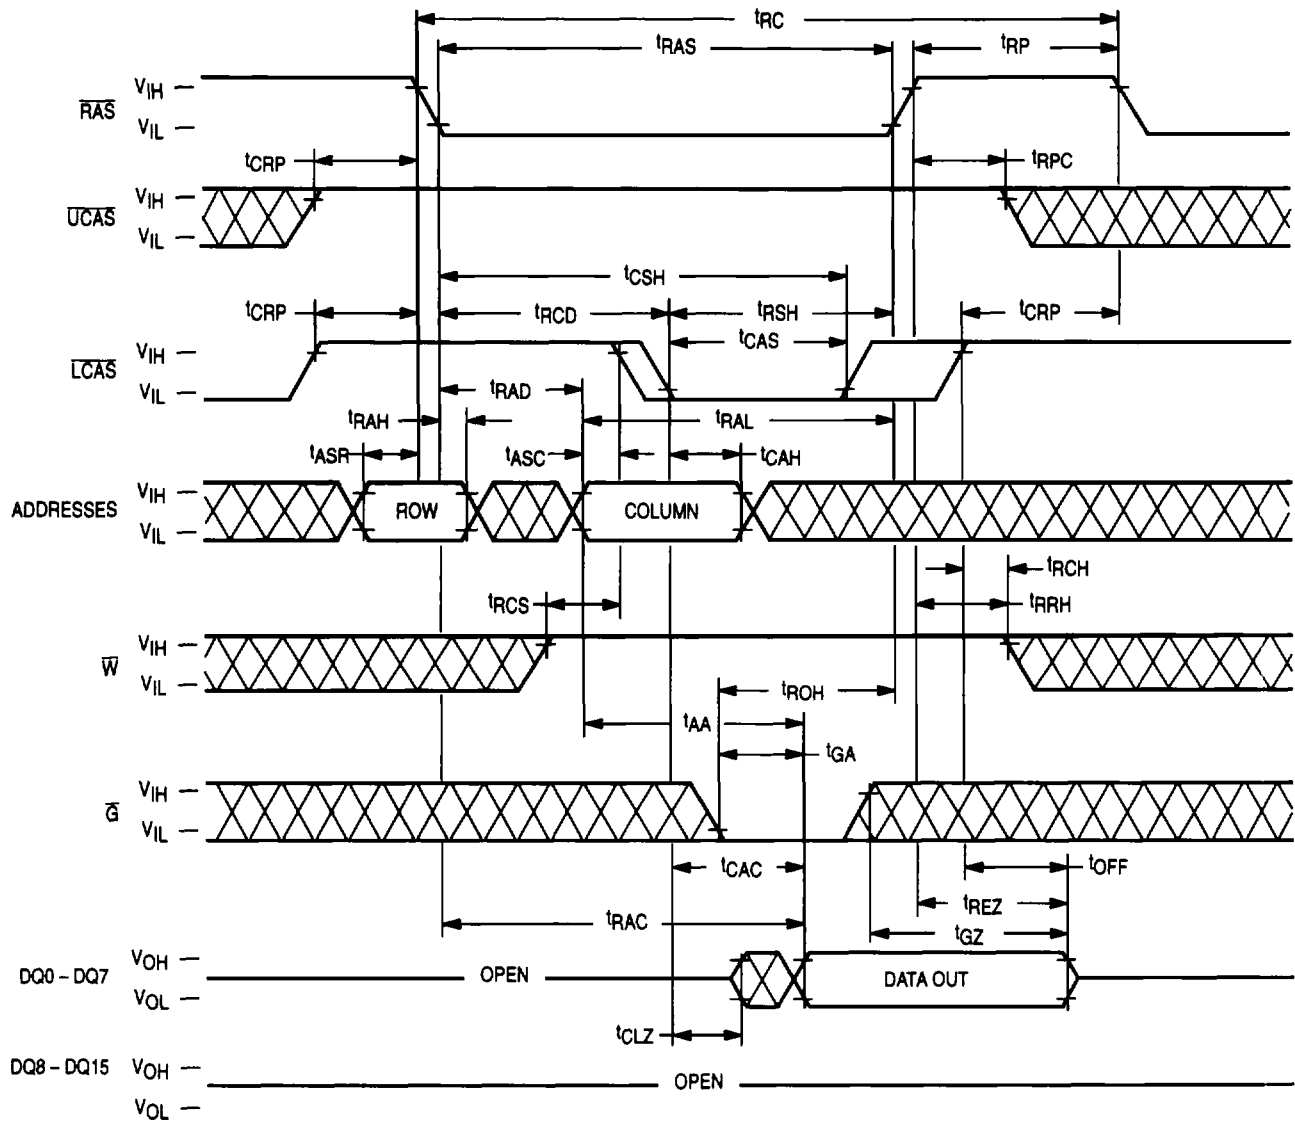 tRC
tRAS
tRP
RAS
VIH
VIL
tCRP
tRPC
UCAS
VIH
VIL
tCSH
tCRP
tRCD
tRSH
tCRP
tCAS
LCAS
VIH
VIL
tRAD
tRAH
tRAL
tASR
tASC
tCAH
ADDRESSES
VIH
VIL
ROW
COLUMN
tRCH
tRCS
tRRH
W
VIH
VIL
tROH
tAA
tGA
G
VIH
VIL
tCAC
tOFF
tREZ
tRAC
tGZ
DQ0 – DQ7
VOH
VOL
OPEN
DATA OUT
tCLZ
DQ8 – DQ15
VOH
VOL
OPEN